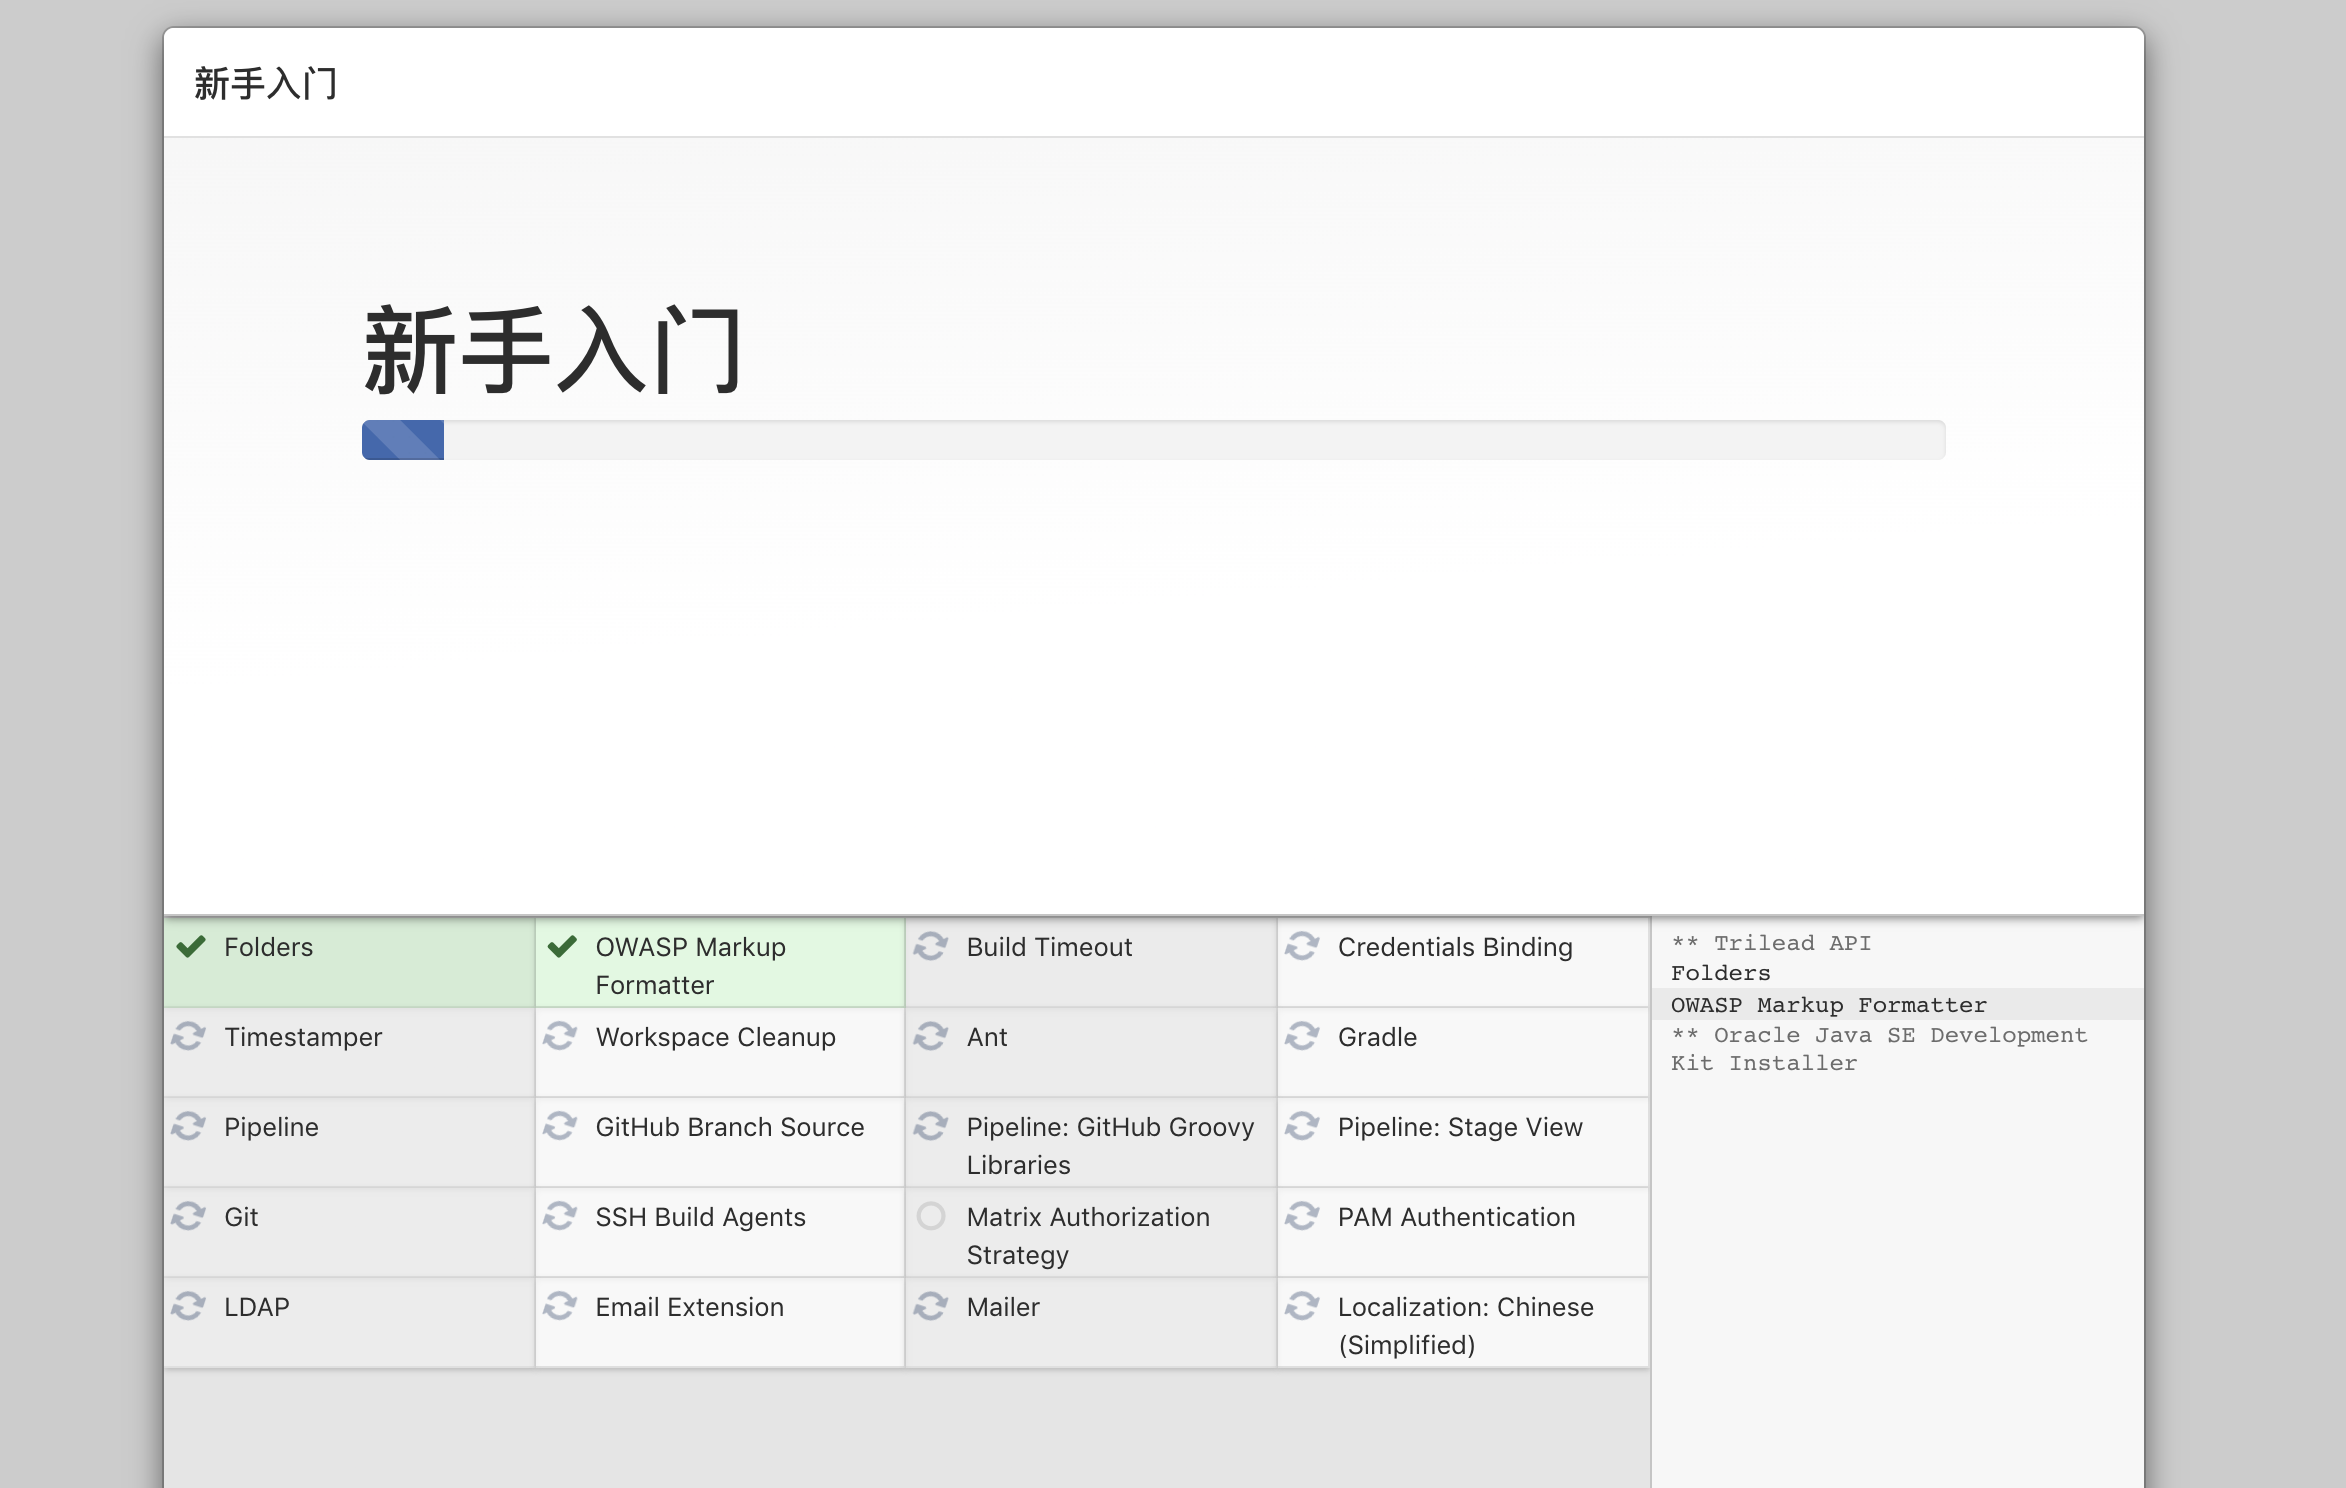 新手入门
新手入门
Folders
OWASP Markup
Formatter
Build Timeout
Credentials Binding
Timestamper
Workspace Cleanup
Ant
Gradle
Pipeline
GitHub Branch Source
Pipeline: GitHub Groovy
Libraries
Pipeline: Stage View
Git
SSH Build Agents
Matrix Authorization
Strategy
PAM Authentication
LDAP
Email Extension
Mailer
Localization: Chinese
(Simplified)
** Trilead API
Folders
OWASP Markup Formatter
** Oracle Java SE Development
Kit Installer